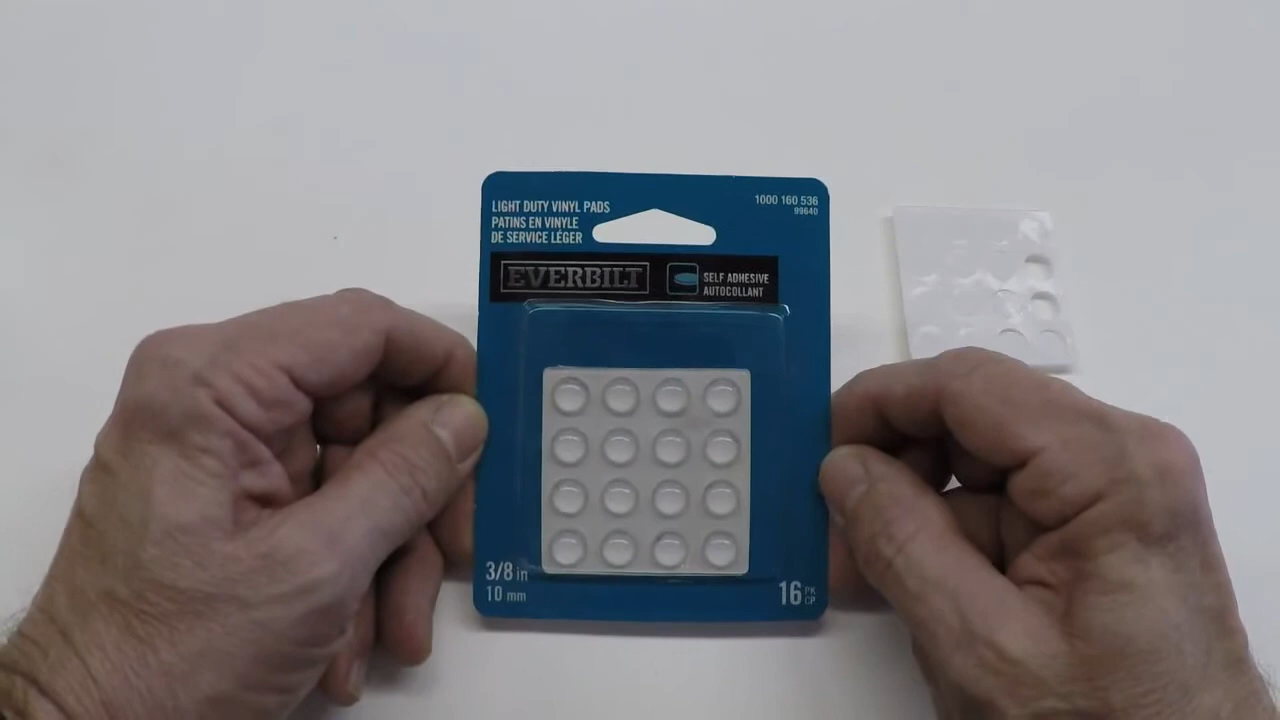 LIGHT DUTY VINYL PADS
PATINS EN VINYLE
DE SERVICE LÉGER
1000 160 536
99640
EVERBILT
SELF ADHESIVE
AUTOCOLLANT
3/8 in
10 mm
16 PK
CP